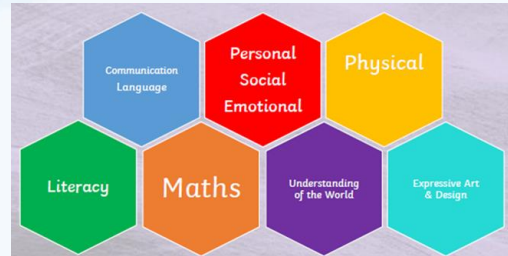 Communication
Language
Personal
Social
Emotional
Physical
Literacy
Maths
Understanding
of the World
Expressive Art
& Design